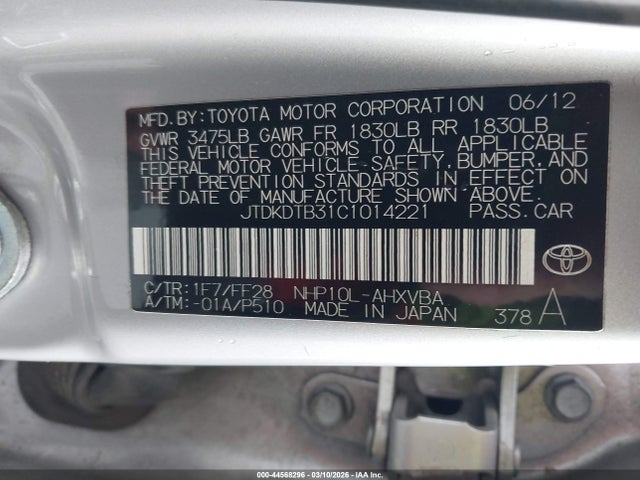 MFD.BY:TOYOTA MOTOR CORPORATION 06/12
GVWR 3475LB GAWR FR 1830LB RR 1830LB
THIS VEHICLE CONFORMS TO ALL APPLICABLE
FEDERAL MOTOR VEHICLE-SAFETY, BUMPER, AND
THEFT PREVENTION STANDARDS IN EFFECT ON
THE DATE OF MANUFACTURE SHOWN ABOVE.
JTDKDTB31C1014221 PASS.CAR
C/TR:1F7/FF28 NHP10L-AHXVBA
A/TM:-01A/P510 MADE IN JAPAN 378 A
TOYOTA
000-44568296 - 03/10/2026 - IAA Inc.